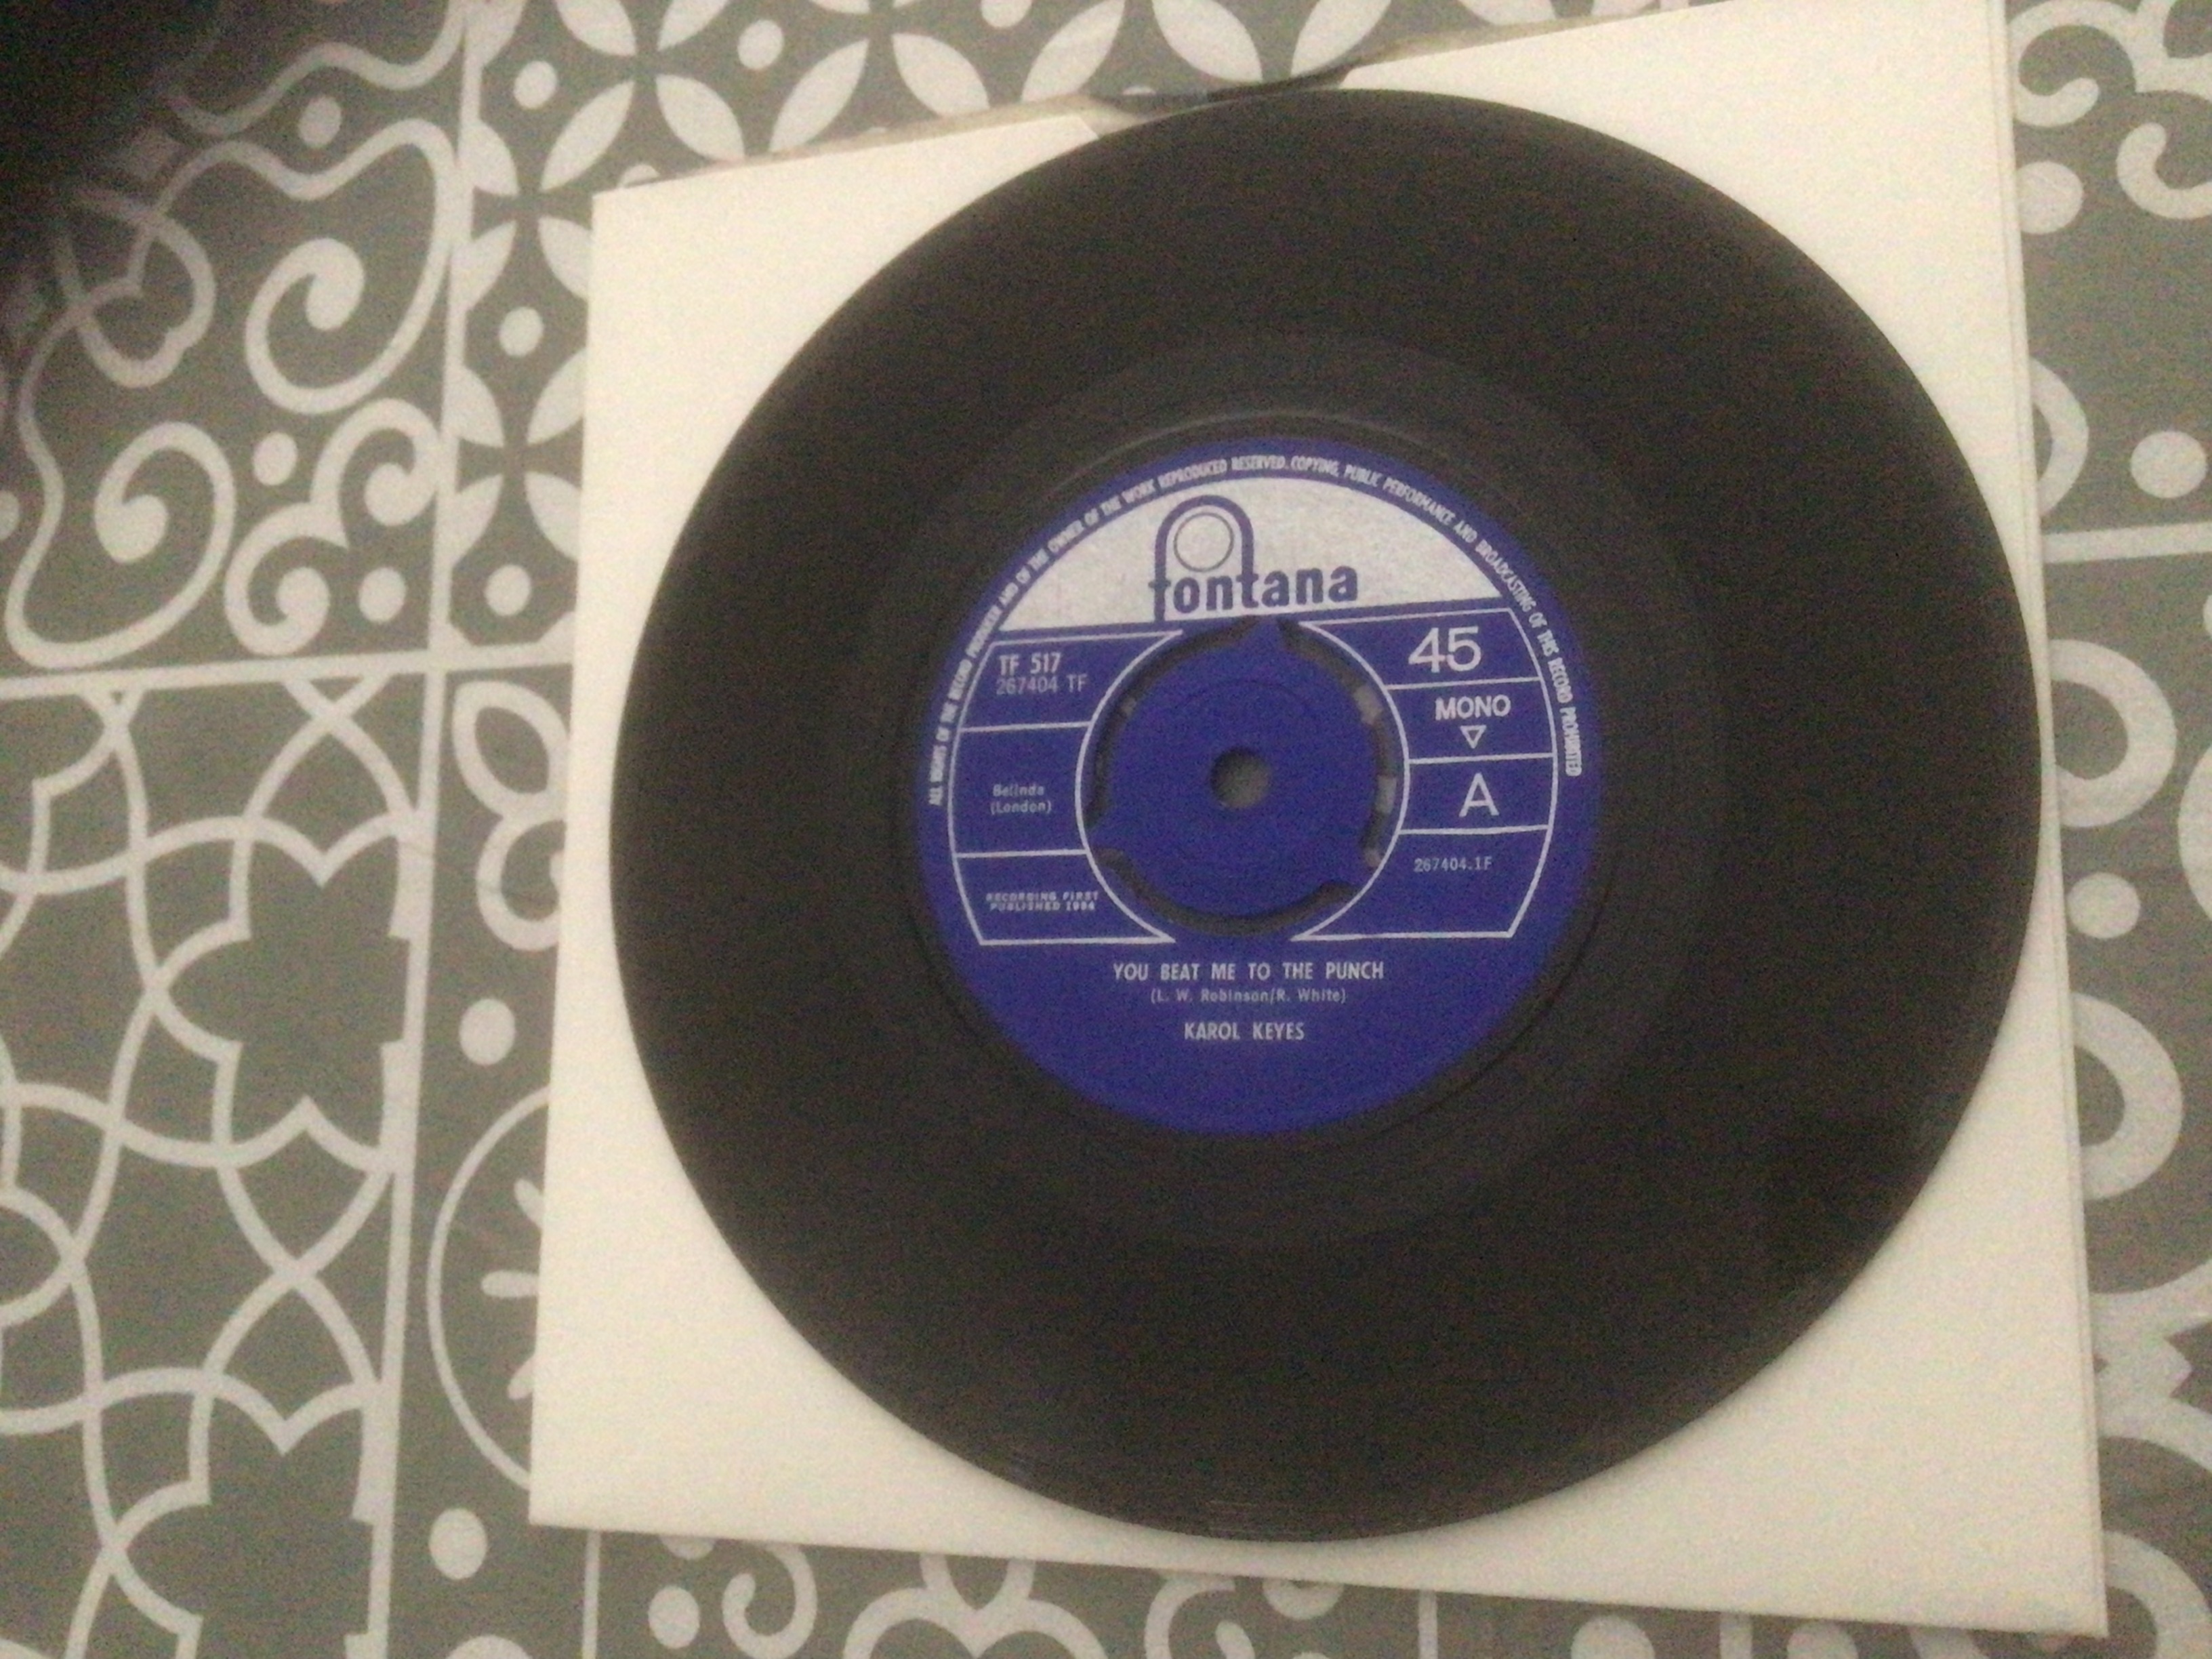 ALL RIGHTS OF THE RECORD PRODUCER AND OF THE OWNER OF THE WORK REPRODUCED RESERVED. COPYING, PUBLIC PERFORMANCE AND BROADCASTING OF THIS RECORD PROHIBITED
fontana
TF 517
267404 TF
45
MONO
A
Belinda
(London)
267404.1F
RECORDING FIRST
PUBLISHED 1964
YOU BEAT ME TO THE PUNCH
(L. W. Robinson/R. White)
KAROL KEYES